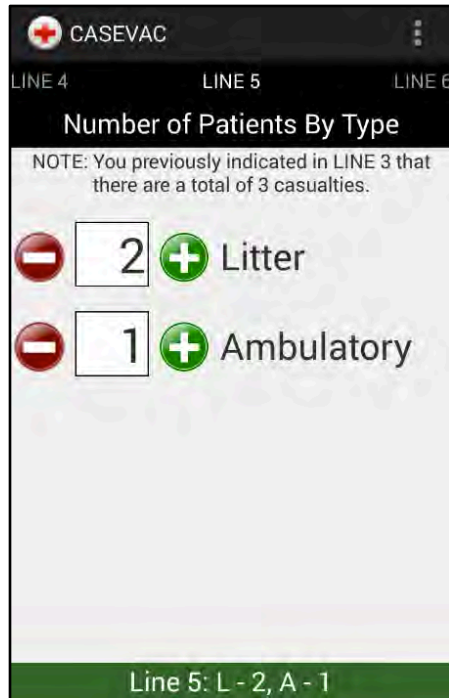 CASEVAC
LINE 4 LINE 5 LINE 6
Number of Patients By Type
NOTE: You previously indicated in LINE 3 that
there are a total of 3 casualties.
2 Litter
1 Ambulatory
Line 5: L - 2, A - 1